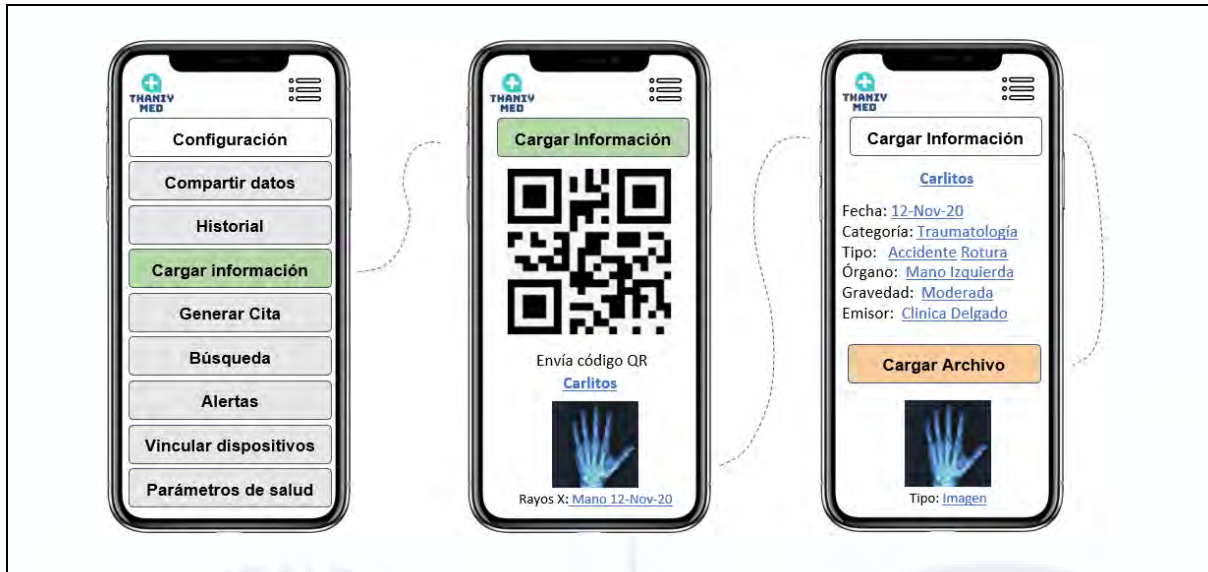 THANIY
MED
Configuración
Compartir datos
Historial
Cargar información
Generar Cita
Búsqueda
Alertas
Vincular dispositivos
Parámetros de salud
THANIY
MED
Cargar Información
Envía código QR
Carlitos
Rayos X: Mano 12-Nov-20
THANIY
MED
Cargar Información
Carlitos
Fecha: 12-Nov-20
Categoría: Traumatología
Tipo: Accidente Rotura
Órgano: Mano Izquierda
Gravedad: Moderada
Emisor: Clinica Delgado
Cargar Archivo
Tipo: Imagen